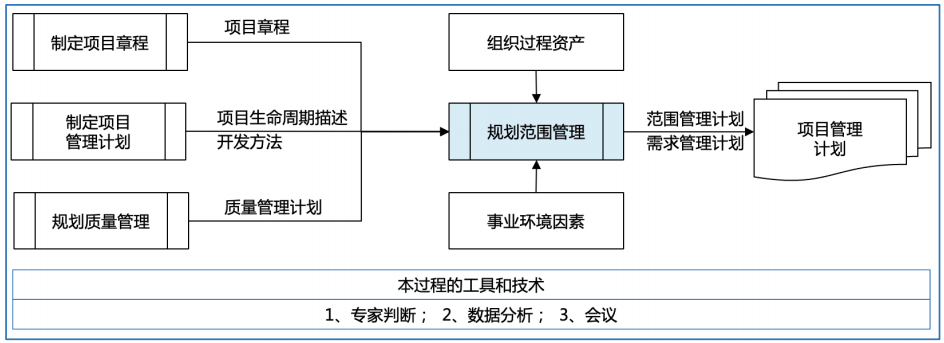 制定项目章程
项目章程
组织过程资产
制定项目
管理计划
项目生命周期描述
开发方法
规划范围管理
范围管理计划
需求管理计划
项目管理
计划
规划质量管理
质量管理计划
事业环境因素
本过程的工具和技术
1、专家判断； 2、数据分析； 3、会议